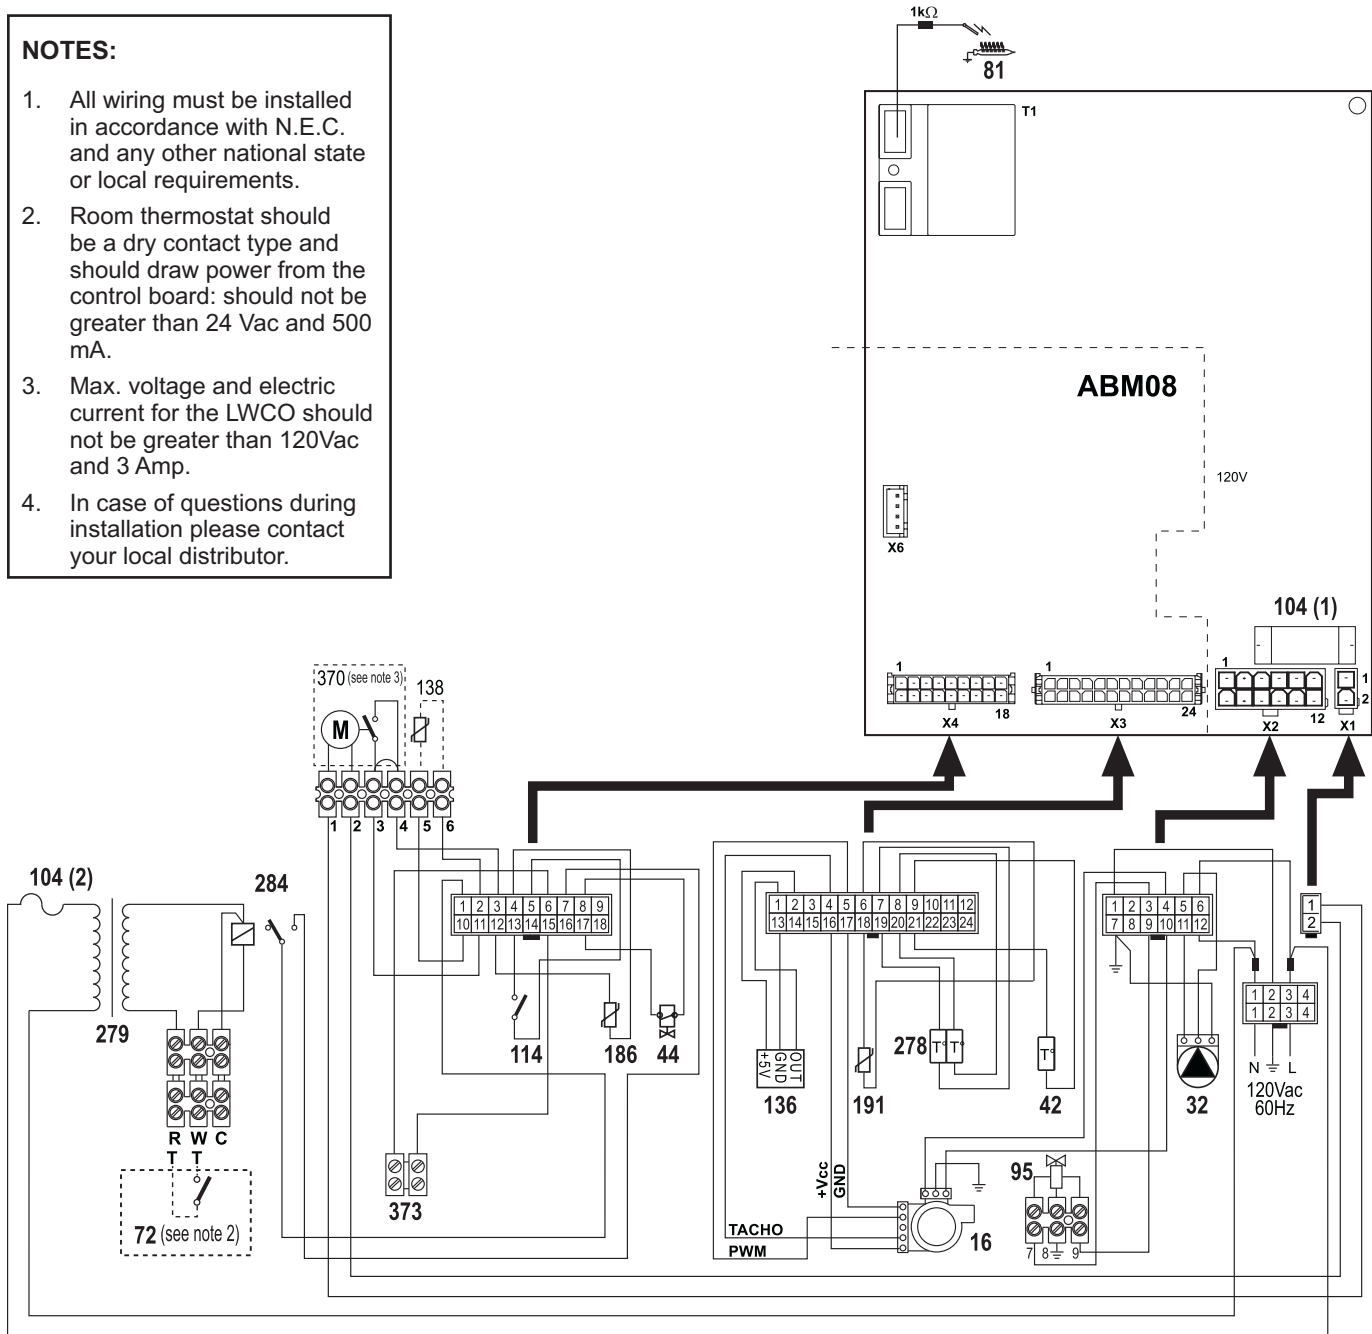 NOTES:
1. All wiring must be installed
in accordance with N.E.C.
and any other national state
or local requirements.
2. Room thermostat should
be a dry contact type and
should draw power from the
control board: should not be
greater than 24 Vac and 500
mA.
3. Max. voltage and electric
current for the LWCO should
not be greater than 120Vac
and 3 Amp.
4. In case of questions during
installation please contact
your local distributor.
1kΩ
81
T1
ABM08
120V
X6
104 (1)
1
18
X4
1
24
X3
1
12
X2
1
2
X1
370 (see note 3)
138
M
1 2 3 4 5 6
104 (2)
284
279
1 2 3 4 5 6 7 8 9
10 11 12 13 14 15 16 17 18
1 2 3 4 5 6 7 8 9 10 11 12
13 14 15 16 17 18 19 20 21 22 23 24
1 2 3 4 5 6
7 8 9 10 11 12
1
2
1 2 3 4
1 2 3 4
N L
120Vac
60Hz
114
186
44
+5V
GND
OUT
136
191
278
T° T°
T°
42
32
R W C
T T
72 (see note 2)
373
+Vcc
GND
TACHO
PWM
16
95
7 8 9